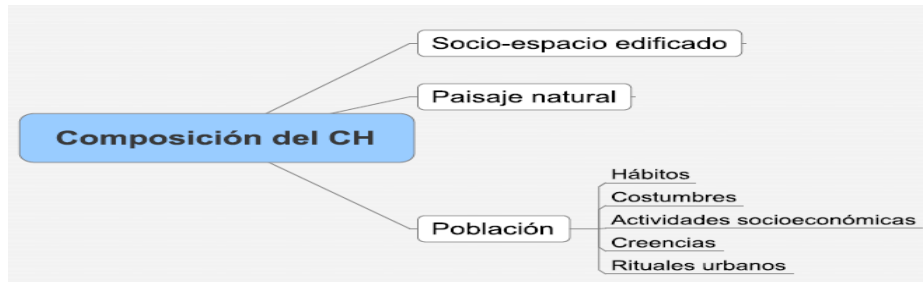 Composición del CH
Socio-espacio edificado
Paisaje natural
Población
Hábitos
Costumbres
Actividades socioeconómicas
Creencias
Rituales urbanos